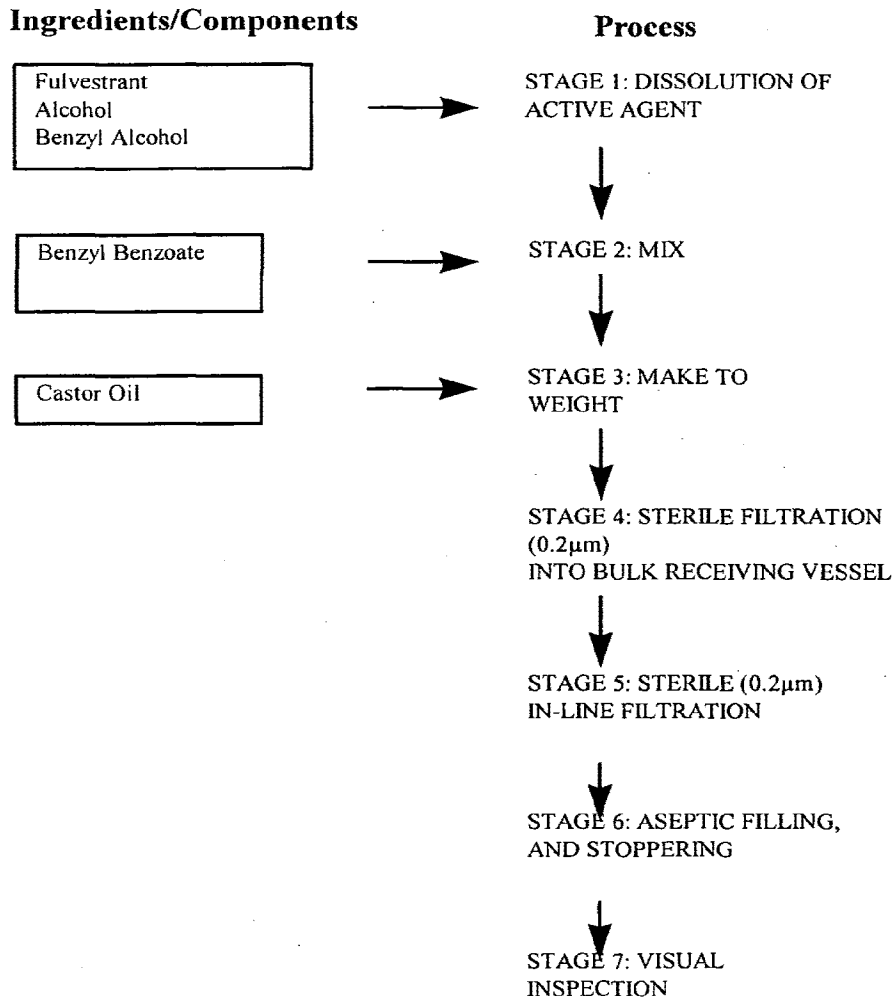 Ingredients/Components
Process
Fulvestrant
Alcohol
Benzyl Alcohol
STAGE 1: DISSOLUTION OF
ACTIVE AGENT
Benzyl Benzoate
STAGE 2: MIX
Castor Oil
STAGE 3: MAKE TO
WEIGHT
STAGE 4: STERILE FILTRATION
(0.2µm)
INTO BULK RECEIVING VESSEL
STAGE 5: STERILE (0.2µm)
IN-LINE FILTRATION
STAGE 6: ASEPTIC FILLING,
AND STOPPERING
STAGE 7: VISUAL
INSPECTION